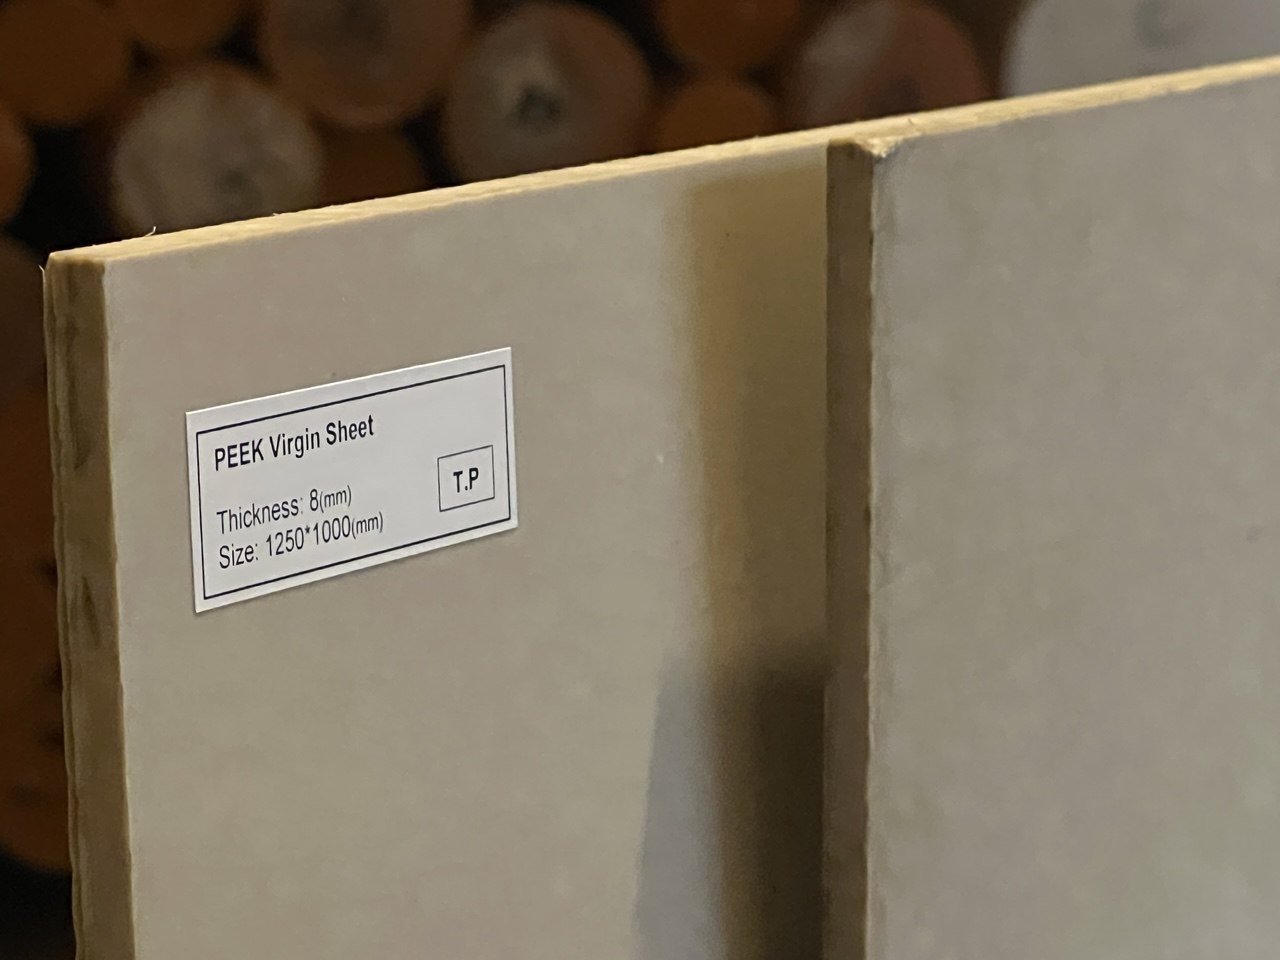 PEEK Virgin Sheet
Thickness: 8(mm)
Size: 1250*1000(mm)
T.P